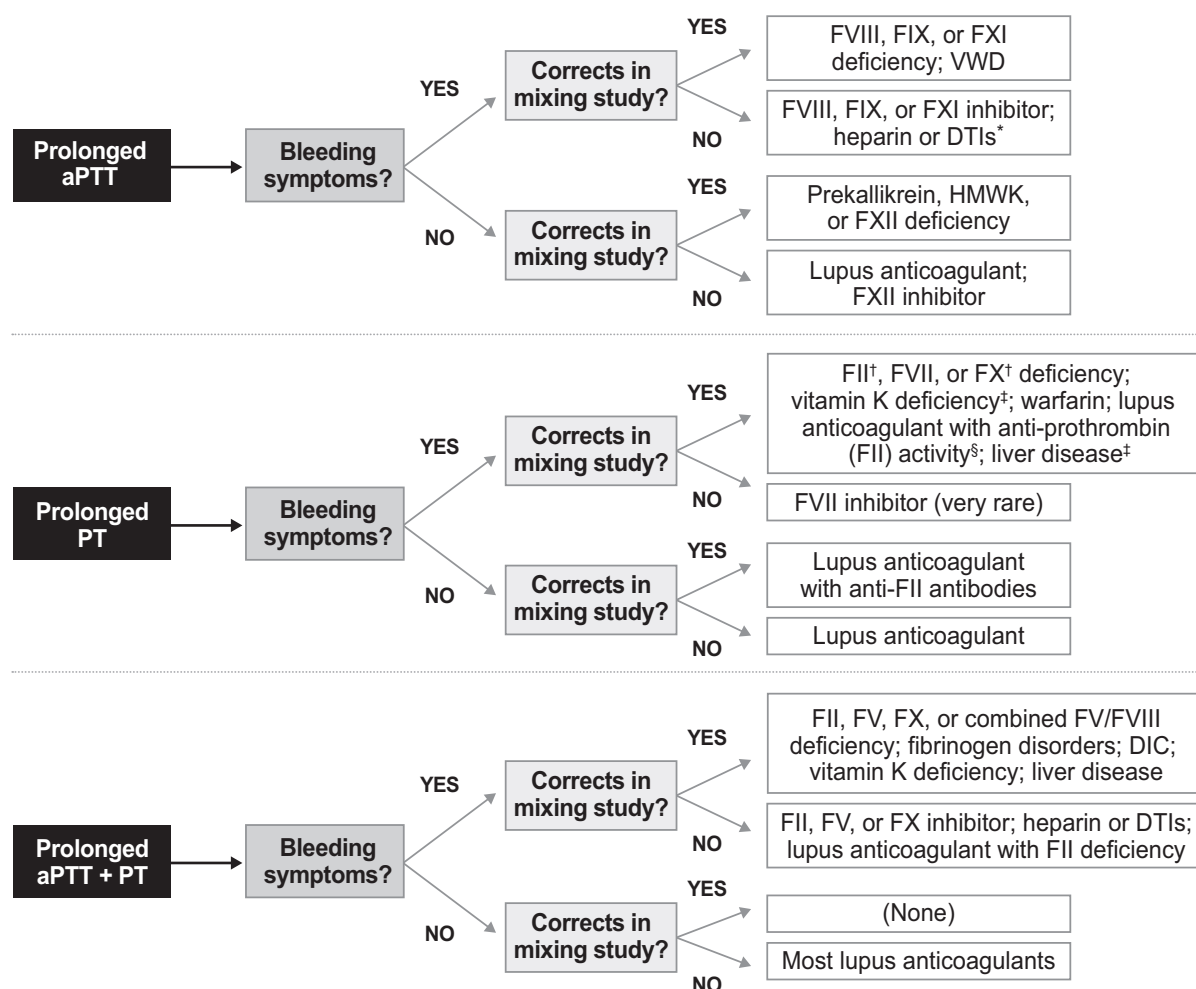 Prolonged
aPTT
Bleeding
symptoms?
YES
Corrects in
mixing study?
YES
FVIII, FIX, or FXI
deficiency; VWD
NO
FVIII, FIX, or FXI inhibitor;
heparin or DTIs*
NO
Corrects in
mixing study?
YES
Prekallikrein, HMWK,
or FXII deficiency
NO
Lupus anticoagulant;
FXII inhibitor
Prolonged
PT
Bleeding
symptoms?
YES
Corrects in
mixing study?
YES
FII†, FVII, or FX† deficiency;
vitamin K deficiency‡; warfarin; lupus
anticoagulant with anti-prothrombin
(FII) activity§; liver disease‡
NO
FVII inhibitor (very rare)
NO
Corrects in
mixing study?
YES
Lupus anticoagulant
with anti-FII antibodies
NO
Lupus anticoagulant
Prolonged
aPTT + PT
Bleeding
symptoms?
YES
Corrects in
mixing study?
YES
FII, FV, FX, or combined FV/FVIII
deficiency; fibrinogen disorders; DIC;
vitamin K deficiency; liver disease
NO
FII, FV, or FX inhibitor; heparin or DTIs;
lupus anticoagulant with FII deficiency
NO
Corrects in
mixing study?
YES
(None)
NO
Most lupus anticoagulants